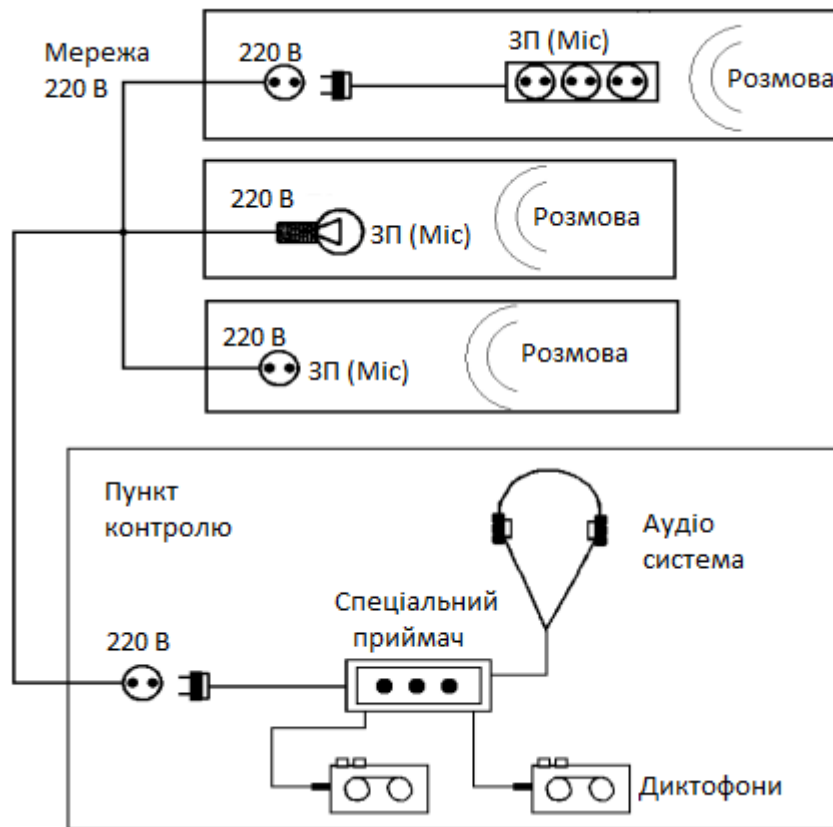 Мережа
220 В
220 В
ЗП (Міс)
Розмова
220 В
ЗП (Міс)
Розмова
220 В
ЗП (Міс)
Розмова
Пункт
контролю
Аудіо
система
Спеціальний
приймач
220 В
Диктофони